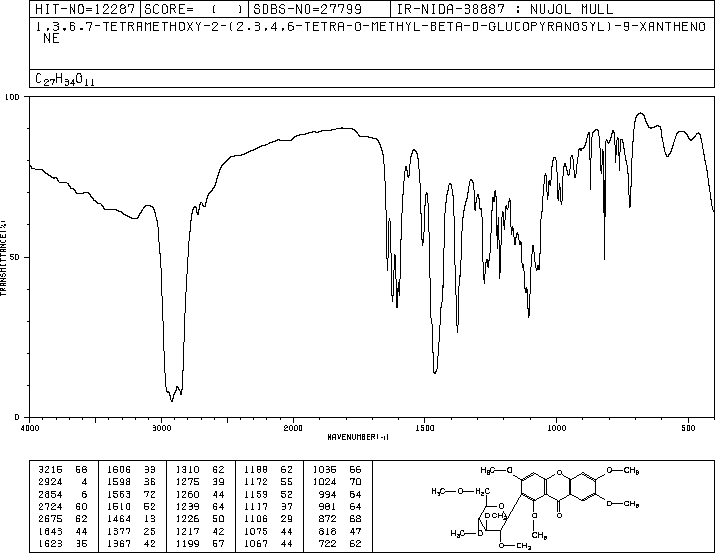 HIT-NO=12287 SCORE= ( ) SDBS-NO=27799 IR-NIDA-38887 : NUJOL MULL
1,3,6,7-TETRAMETHOXY-2-(2,3,4,6-TETRA-O-METHYL-BETA-D-GLUCOPYRANOSYL)-9-XANTHENO
NE
C27H34O11
100
50
0
TRANSMITTANCE(%)
4000 3000 2000 1500 1000 500
WAVENUMBER(-1)
3215 68 1606 39 1310 62 1188 62 1035 66
2924 4 1598 36 1275 39 1172 55 1024 70
2854 6 1563 72 1260 44 1159 52 994 64
2724 60 1510 52 1239 64 1117 37 981 64
2675 62 1464 13 1226 50 1106 29 872 68
1643 44 1377 25 1217 42 1075 44 818 47
1623 35 1367 42 1199 57 1067 44 722 62